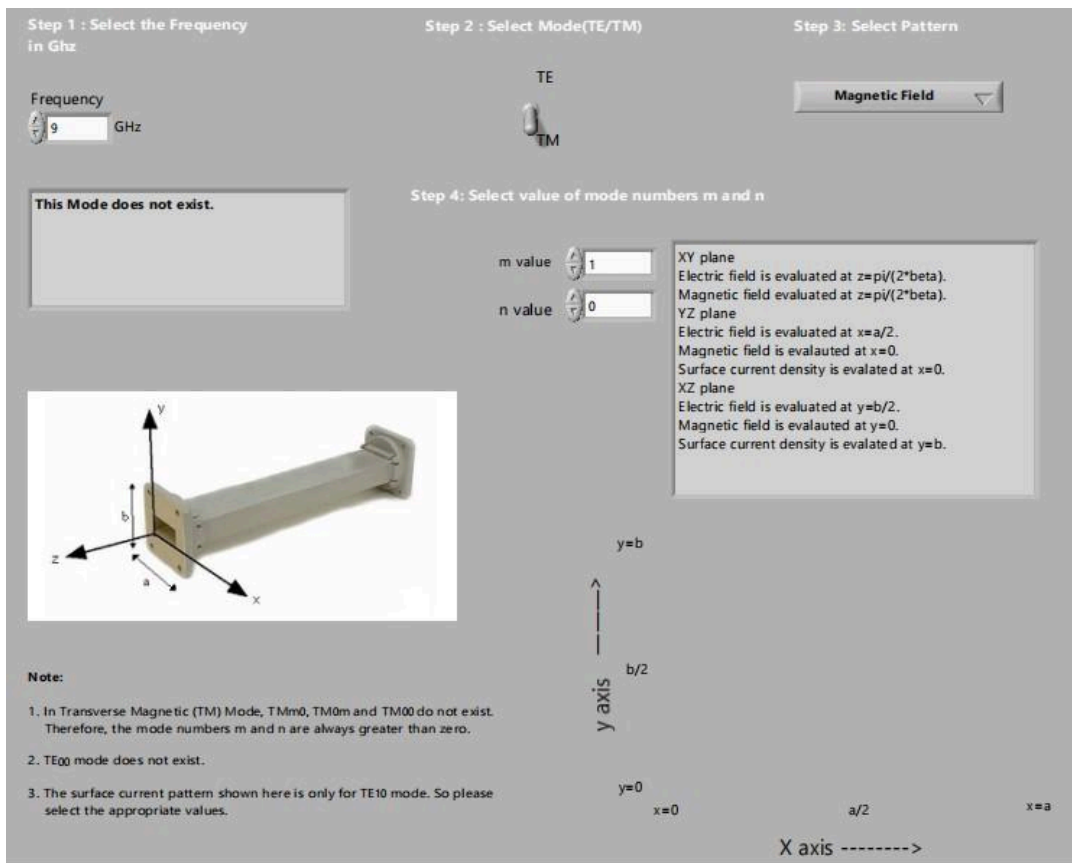 Step 1 : Select the Frequency
in Ghz
Step 2 : Select Mode(TE/TM)
Step 3: Select Pattern
Frequency
9
GHz
TE
TM
Magnetic Field
This Mode does not exist.
Step 4: Select value of mode numbers m and n
m value
1
n value
0
XY plane
Electric field is evaluated at z=pi/(2*beta).
Magnetic field evaluated at z=pi/(2*beta).
YZ plane
Electric field is evaluated at x=a/2.
Magnetic field is evalauted at x=0.
Surface current density is evalated at x=0.
XZ plane
Electric field is evaluated at y=b/2.
Magnetic field is evalauted at y=0.
Surface current density is evalated at y=b.
y
b
z
a
x
Note:
1. In Transverse Magnetic (TM) Mode, TMm0, TM0m and TM00 do not exist.
Therefore, the mode numbers m and n are always greater than zero.
2. TE00 mode does not exist.
3. The surface current pattern shown here is only for TE10 mode. So please
select the appropriate values.
y=b
b/2
y axis ------->
y=0
x=0
a/2
x=a
X axis -------->